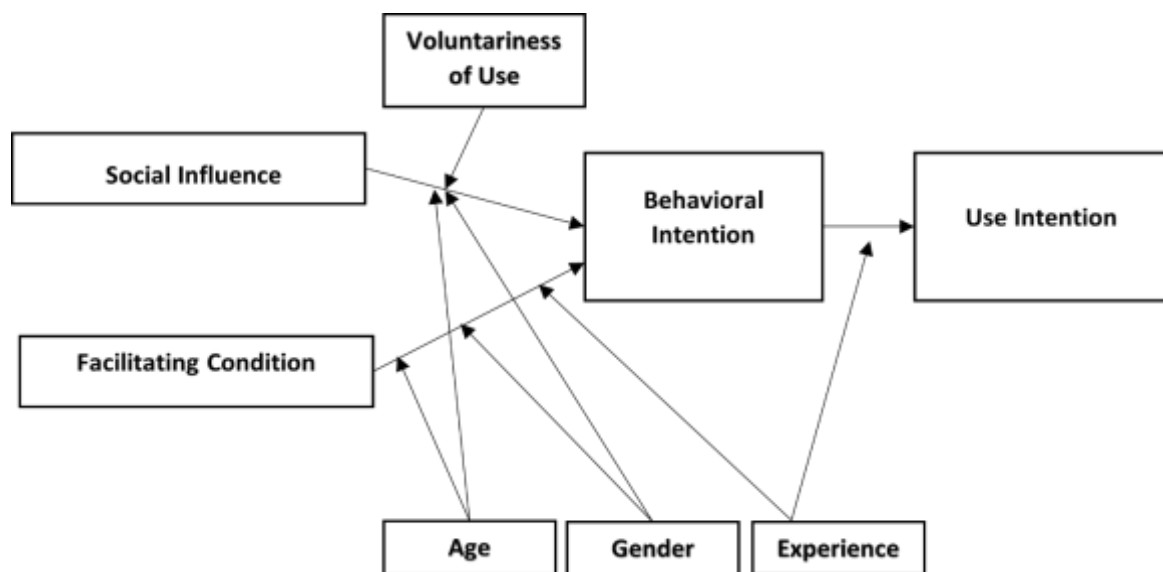 Voluntariness
of Use
Social Influence
Behavioral
Intention
Use Intention
Facilitating Condition
Age
Gender
Experience